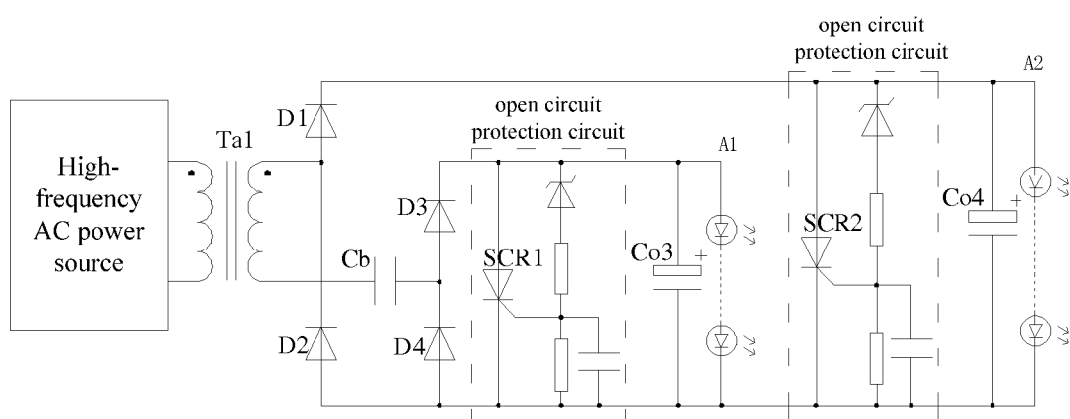 open circuit
protection circuit
A2
open circuit
protection circuit
A1
D1
Ta1
High-
frequency
AC power
source
D3
Co4
+
SCR2
Cb
SCR1
Co3
+
D2
D4